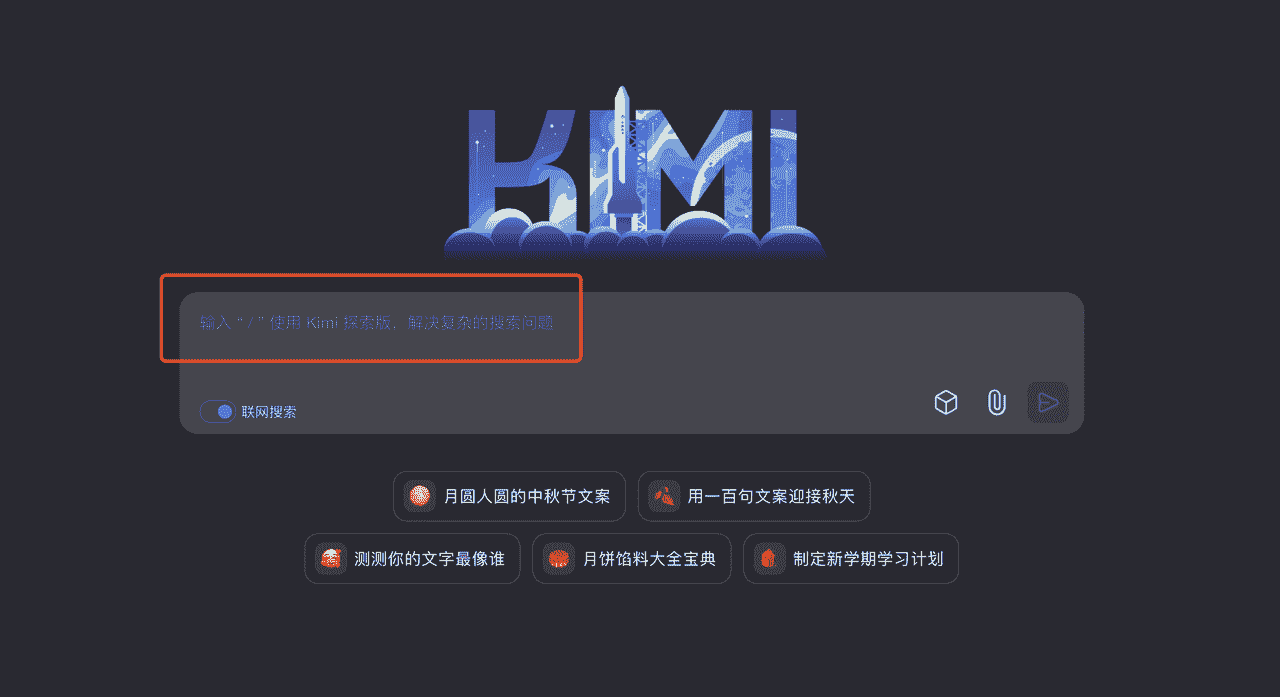 KIMI
输入 “ / ” 使用 Kimi 探索版，解决复杂的搜索问题
联网搜索
月圆人圆的中秋节文案
用一百句文案迎接秋天
测测你的文字最像谁
月饼馅料大全宝典
制定新学期学习计划